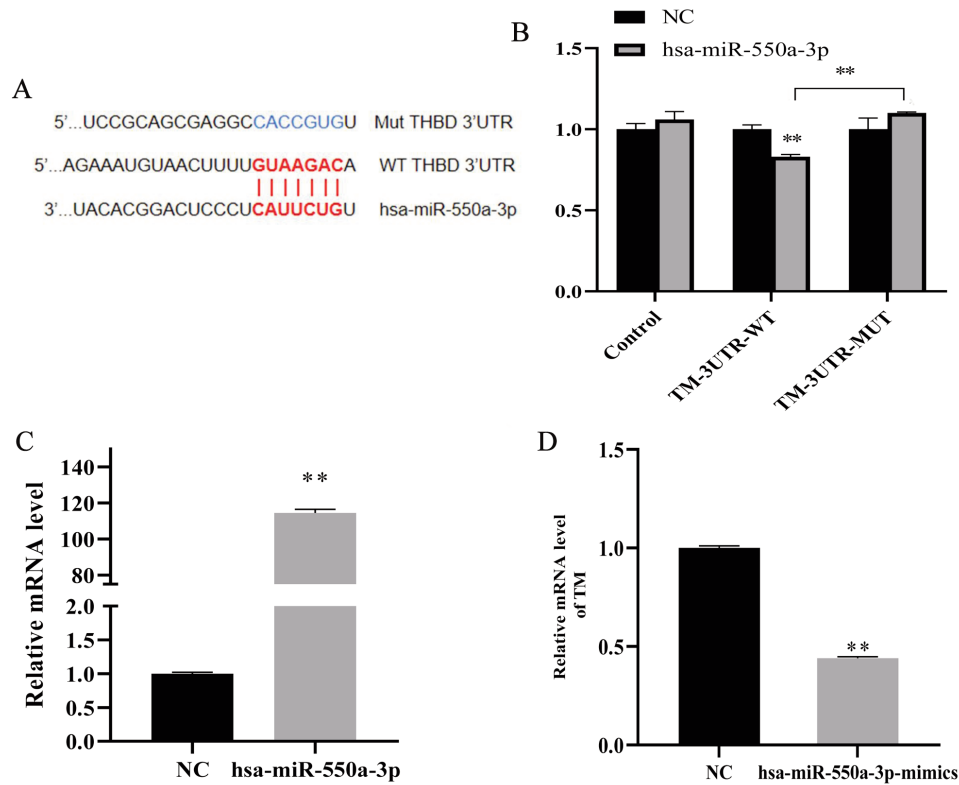 A
5'...UCCGCAGCGAGGCCACCGUGU Mut THBD 3'UTR
5'...AGAAAUGUAACUUUUGUAAGACA WT THBD 3'UTR
3'...UACACGGACUCCCUCAUUCUGU hsa-miR-550a-3p
B
NC
hsa-miR-550a-3p
1.5
1.0
0.5
0.0
**
**
Control
TM-3UTR-WT
TM-3UTR-MUT
C
Relative mRNA level
140
120
100
80
2.0
1.0
0.5
0.0
**
NC
hsa-miR-550a-3p
D
Relative mRNA level
of TM
1.5
1.0
0.5
0.0
**
NC
hsa-miR-550a-3p-mimics